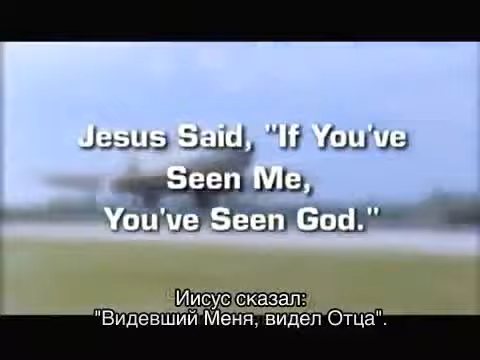 Jesus Said, "If You've
Seen Me,
You've Seen God."
Иисус сказал:
"Видевший Меня, видел Отца".